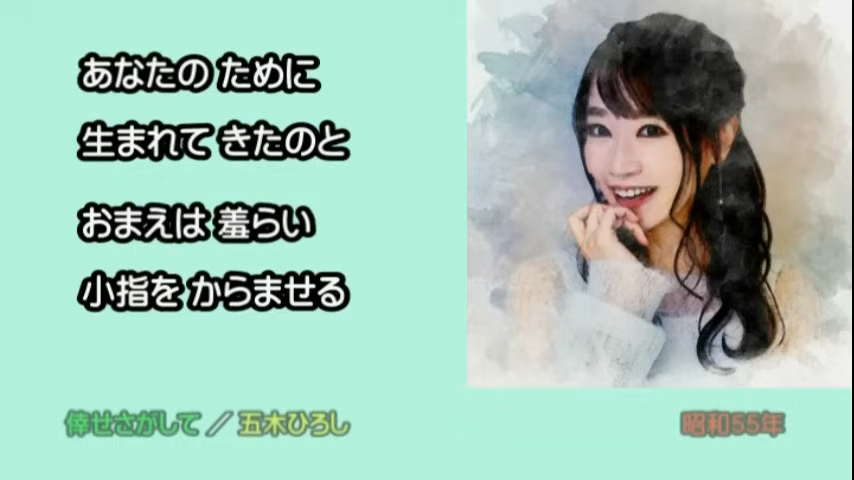 あなたの ために
生まれて きたのと
おまえは 羞らい
小指を からませる
倖せさがして ／ 五木ひろし
昭和55年